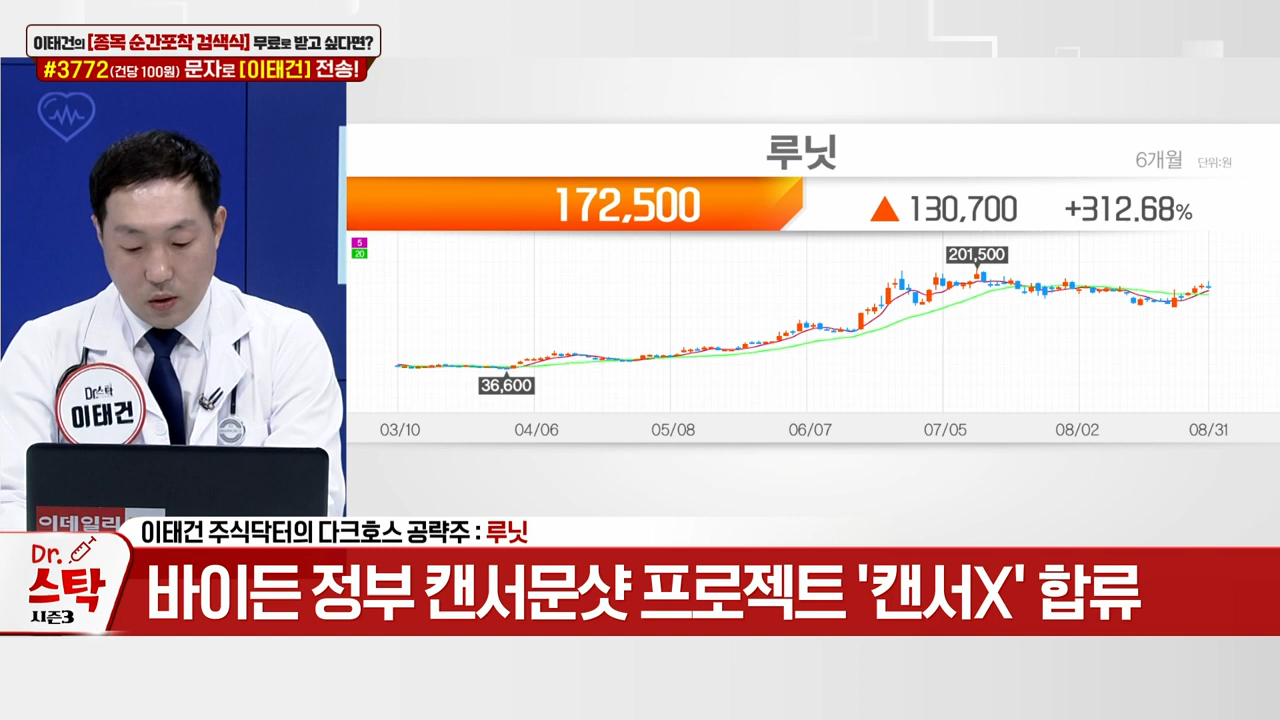 이태건의 [종목 순간포착 검색식] 무료로 받고 싶다면?
#3772(건당 100원) 문자로 [이태건] 전송!
루닛
6개월 단위:원
172,500
▲ 130,700 +312.68%
5
20
201,500
36,600
03/10 04/06 05/08 06/07 07/05 08/02 08/31
Dr.스탁
이태건
이데일리
이태건 주식닥터의 다크호스 공략주 : 루닛
Dr.
스탁
시즌3
바이든 정부 캔서문샷 프로젝트 '캔서X' 합류